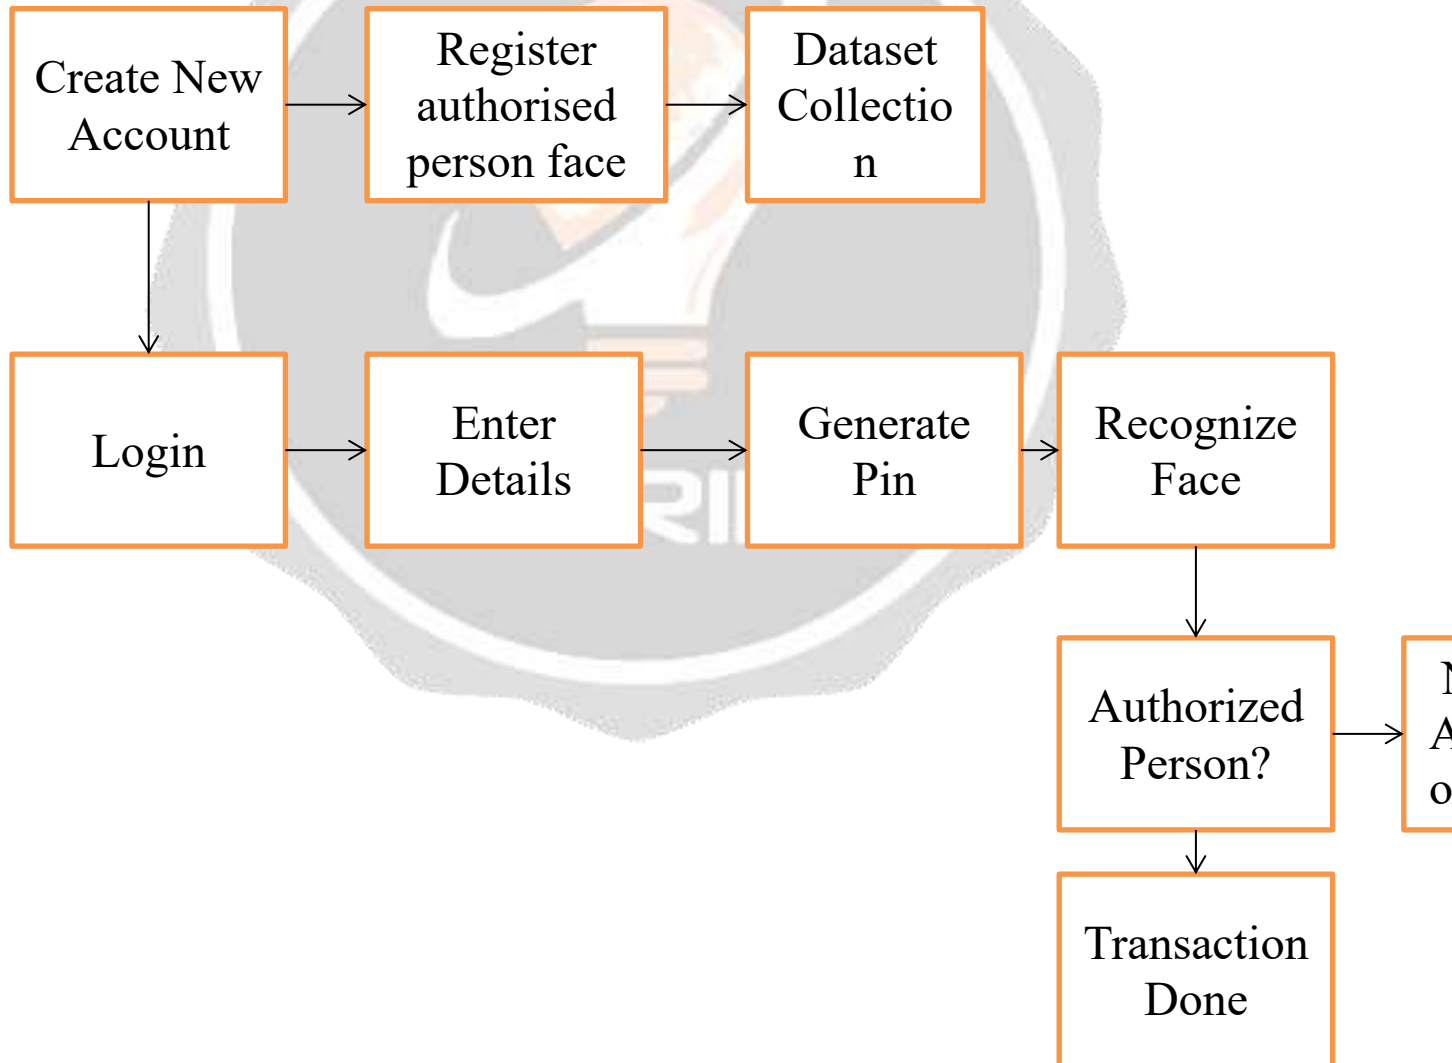 Create New
Account
Register
authorised
person face
Dataset
Collectio
n
Login
Enter
Details
Generate
Pin
Recognize
Face
Authorized
Person?
Transaction
Done